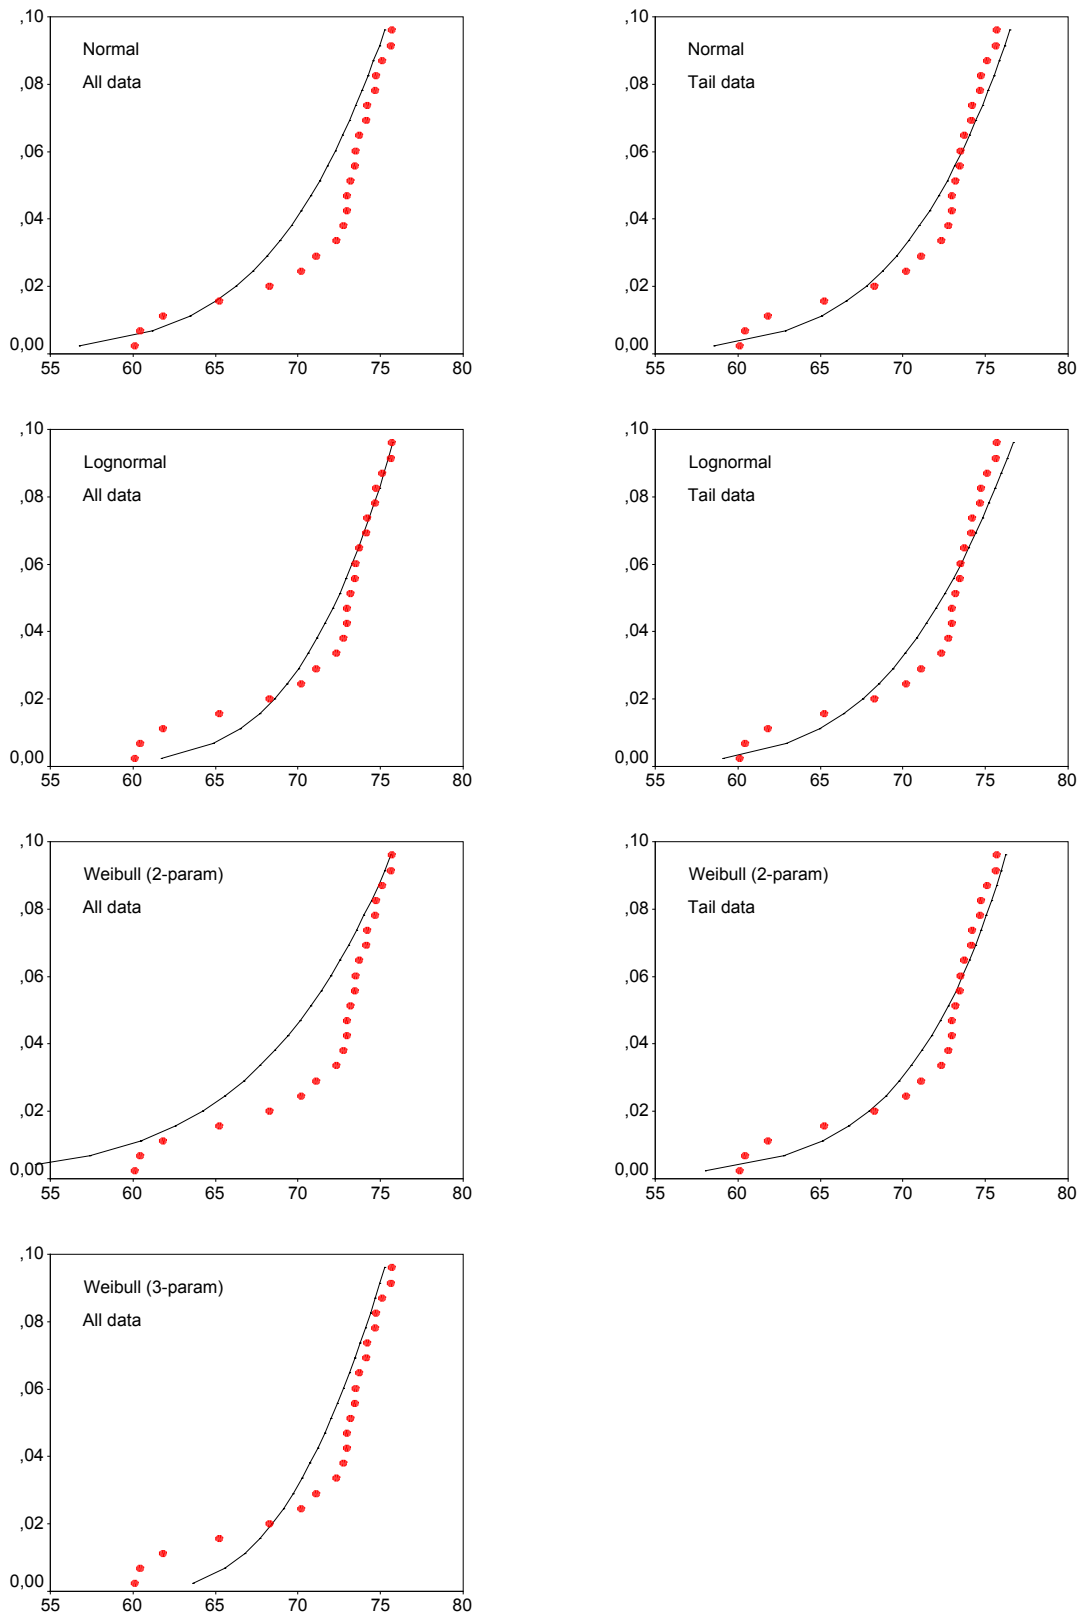 ,10
Normal
All data
,08
,06
,04
,02
0,00
55 60 65 70 75 80
,10
Normal
Tail data
,08
,06
,04
,02
0,00
55 60 65 70 75 80
,10
Lognormal
All data
,08
,06
,04
,02
0,00
55 60 65 70 75 80
,10
Lognormal
Tail data
,08
,06
,04
,02
0,00
55 60 65 70 75 80
,10
Weibull (2-param)
All data
,08
,06
,04
,02
0,00
55 60 65 70 75 80
,10
Weibull (2-param)
Tail data
,08
,06
,04
,02
0,00
55 60 65 70 75 80
,10
Weibull (3-param)
All data
,08
,06
,04
,02
0,00
55 60 65 70 75 80